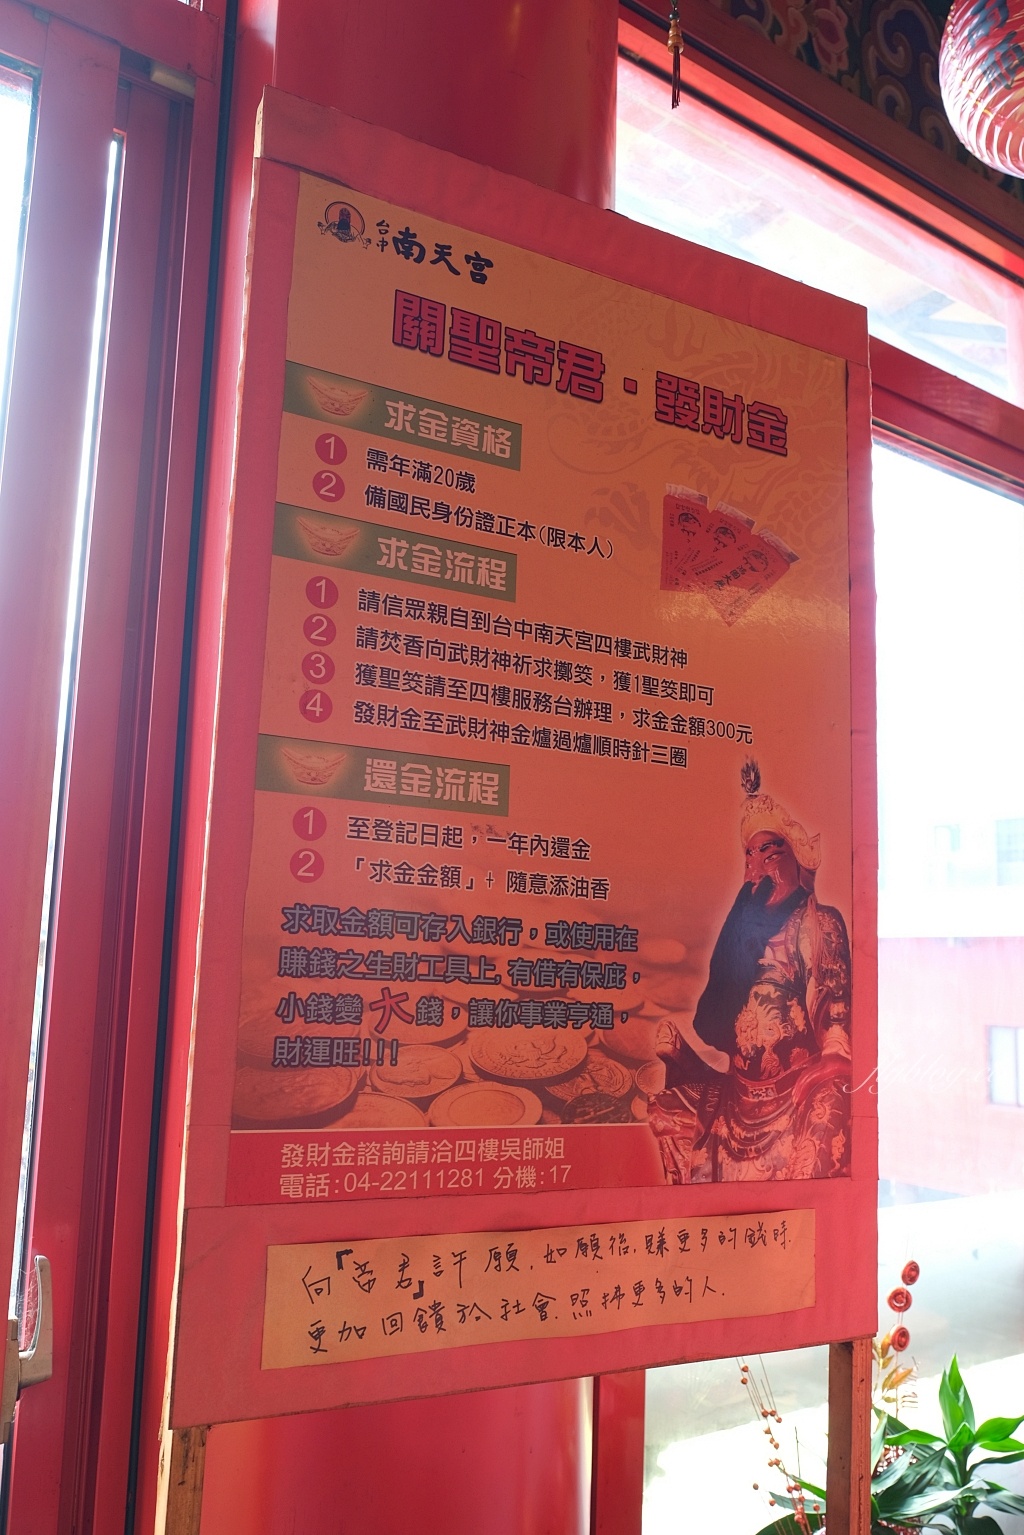 台中南天宮
關聖帝君・發財金
求金資格
1 需年滿20歲
2 備國民身份證正本(限本人)
求金流程
1 請信眾親自到台中南天宮四樓武財神
2 請焚香向武財神祈求擲筊，獲1聖筊即可
3 獲聖筊請至四樓服務台辦理，求金金額300元
4 發財金至武財神金爐過爐順時針三圈
還金流程
1 至登記日起，一年內還金
2 「求金金額」+ 隨意添油香
求取金額可存入銀行，或使用在
賺錢之生財工具上,有借有保庇，
小錢變大錢，讓你事業亨通，
財運旺!!!
發財金諮詢請洽四樓吳師姐
電話:04-22111281 分機:17
向「帝君」許願,如願後,賺更多的錢時,
更加回饋於社會,照拂更多的人.